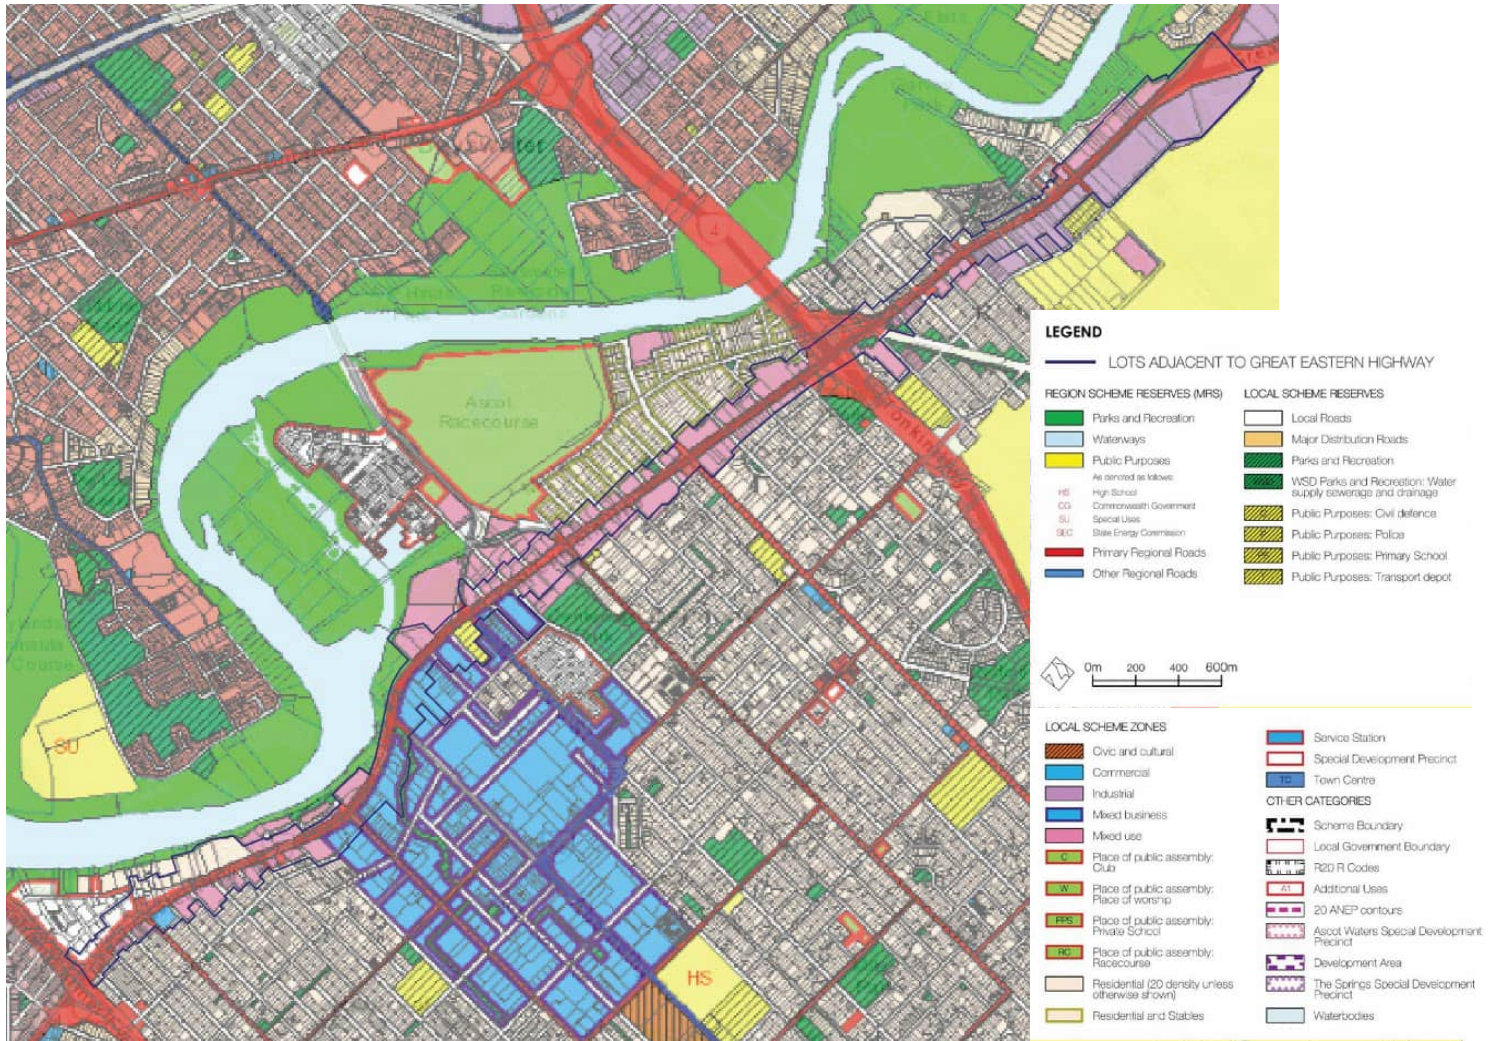 Ascot
Racecourse
4
SU
HS
LEGEND
LOTS ADJACENT TO GREAT EASTERN HIGHWAY
REGION SCHEME RESERVES (MRS)
Parks and Recreation
Waterways
Public Purposes
As denoted as follows:
HS High School
CG Commonwealth Government
SU Special Uses
SEC State Energy Commission
Primary Regional Roads
Other Regional Roads
LOCAL SCHEME RESERVES
Local Roads
Major Distribution Roads
Parks and Recreation
WSD Parks and Recreation: Water
supply sewerage and drainage
Public Purposes: Civil defence
Public Purposes: Police
Public Purposes: Primary School
Public Purposes: Transport depot
0m 200 400 600m
LOCAL SCHEME ZONES
Civic and cultural
Commercial
Industrial
Mixed business
Mixed use
C Place of public assembly:
Club
W Place of public assembly:
Place of worship
PPS Place of public assembly:
Private School
RC Place of public assembly:
Racecourse
Residential (20 density unless
otherwise shown)
Residential and Stables
Service Station
Special Development Precinct
TC Town Centre
OTHER CATEGORIES
Scheme Boundary
Local Government Boundary
R20 R Codes
A1 Additional Uses
20 ANEP contours
Ascot Waters Special Development
Precinct
Development Area
The Springs Special Development
Precinct
Waterbodies